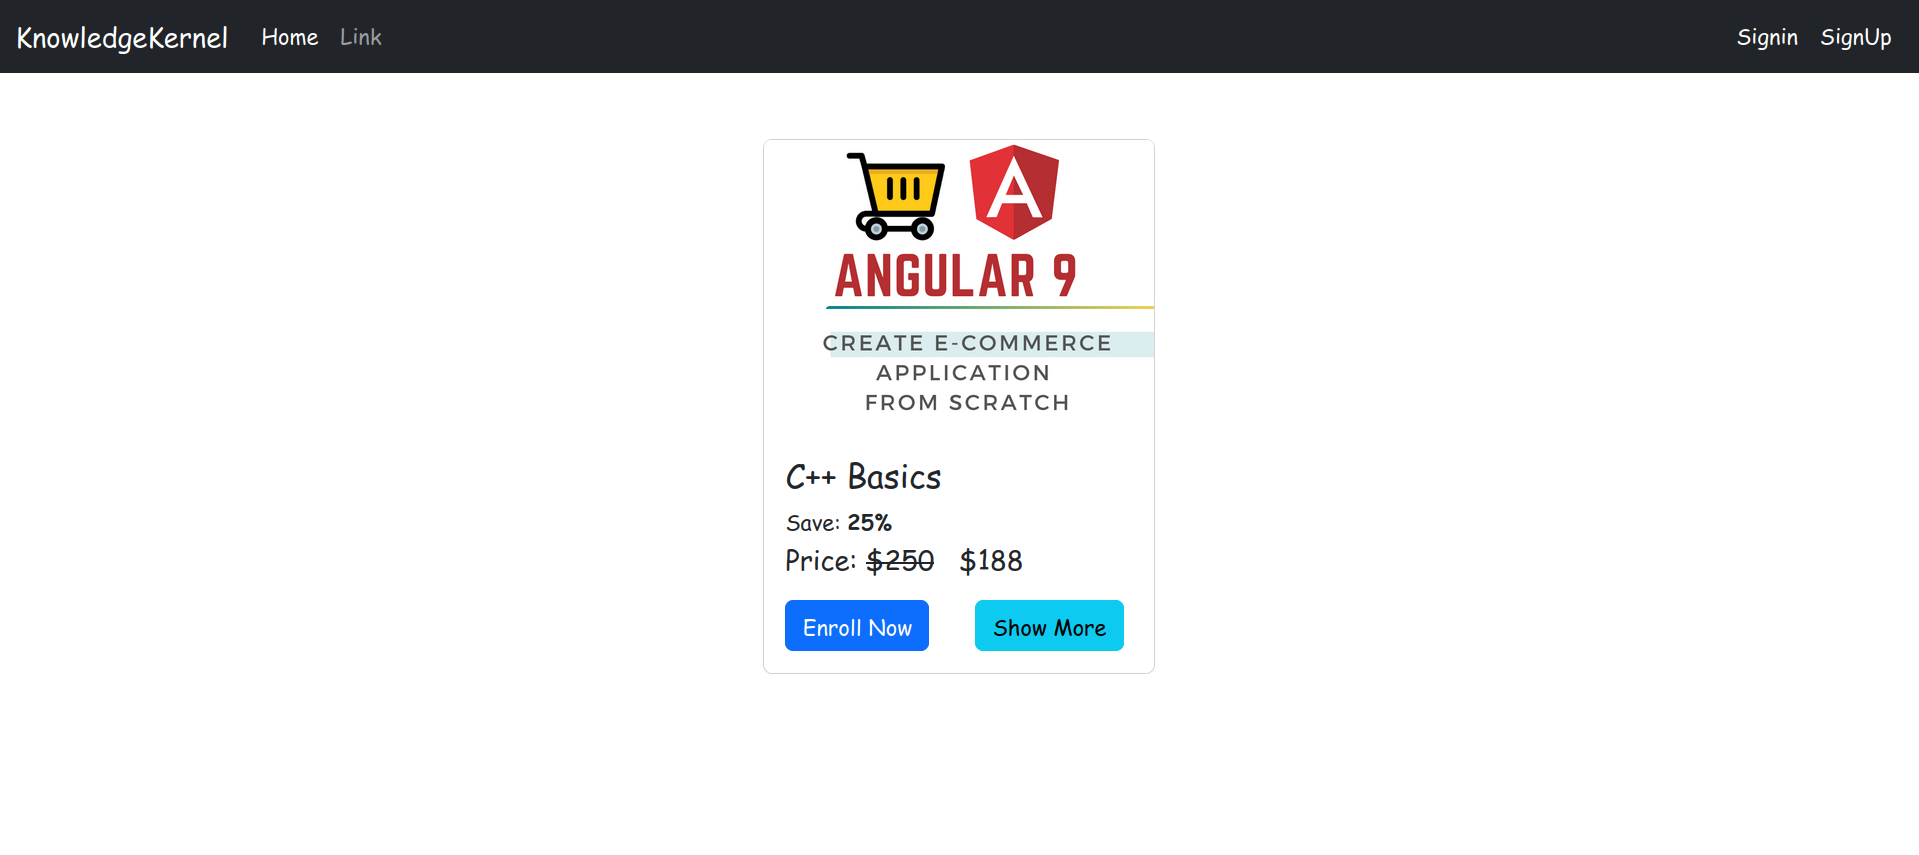 KnowledgeKernel Home Link Signin SignUp
ANGULAR 9
CREATE E-COMMERCE
APPLICATION
FROM SCRATCH
C++ Basics
Save: 25%
Price: $250 $188
Enroll Now Show More